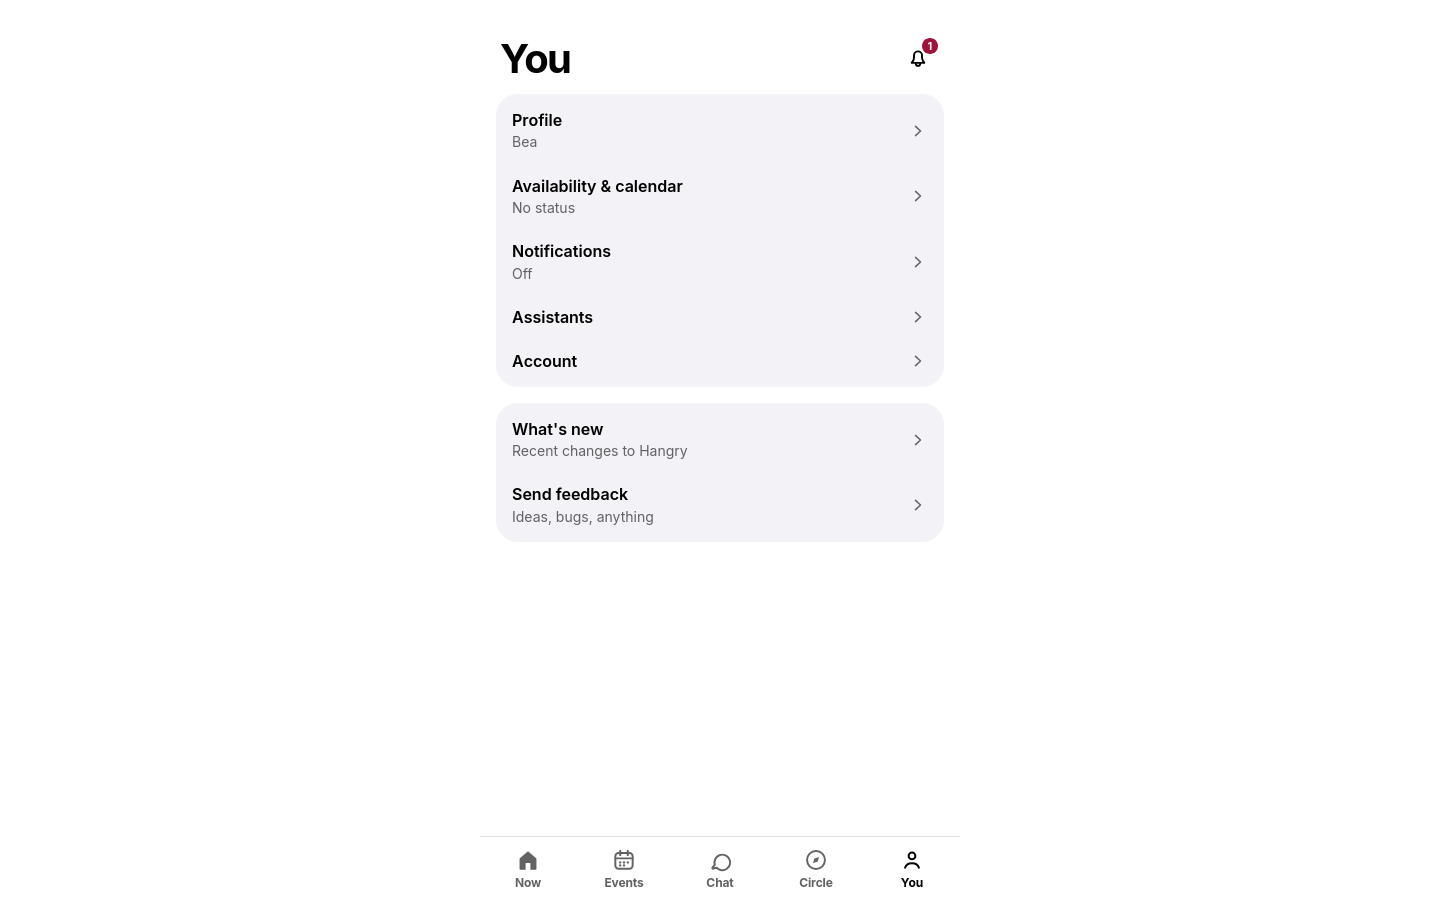 You
1
Profile
Bea
Availability & calendar
No status
Notifications
Off
Assistants
Account
What's new
Recent changes to Hangry
Send feedback
Ideas, bugs, anything
Now
Events
Chat
Circle
You